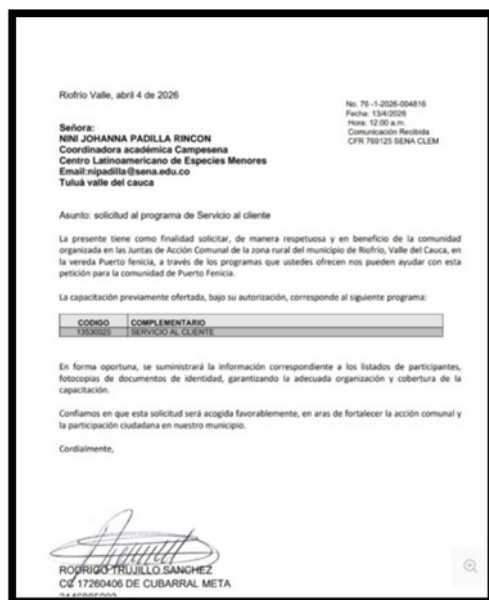 Riofrío Valle, abril 4 de 2026
No. 76 -1-2026-004816
Fecha: 13/4/2026
Hora: 12:00 a.m.
Comunicación Recibida
CFR 769125 SENA CLEM
Señora:
NINI JOHANNA PADILLA RINCON
Coordinadora académica Campesena
Centro Latinoamericano de Especies Menores
Email:nipadilla@sena.edu.co
Tuluá valle del cauca
Asunto: solicitud al programa de Servicio al cliente
La presente tiene como finalidad solicitar, de manera respetuosa y en beneficio de la comunidad
organizada en las Juntas de Acción Comunal de la zona rural del municipio de Riofrío, Valle del Cauca, en
la vereda Puerto fenicia, a través de los programas que ustedes ofrecen nos pueden ayudar con esta
petición para la comunidad de Puerto Fenicia.
La capacitación previamente ofertada, bajo su autorización, corresponde al siguiente programa:
CODIGO COMPLEMENTARIO
13530025 SERVICIO AL CLIENTE
En forma oportuna, se suministrará la información correspondiente a los listados de participantes,
fotocopias de documentos de identidad, garantizando la adecuada organización y cobertura de la
capacitación.
Confiamos en que esta solicitud será acogida favorablemente, en aras de fortalecer la acción comunal y
la participación ciudadana en nuestro municipio.
Cordialmente,
RODRIGO TRUJILLO SANCHEZ
CC 17260406 DE CUBARRAL META